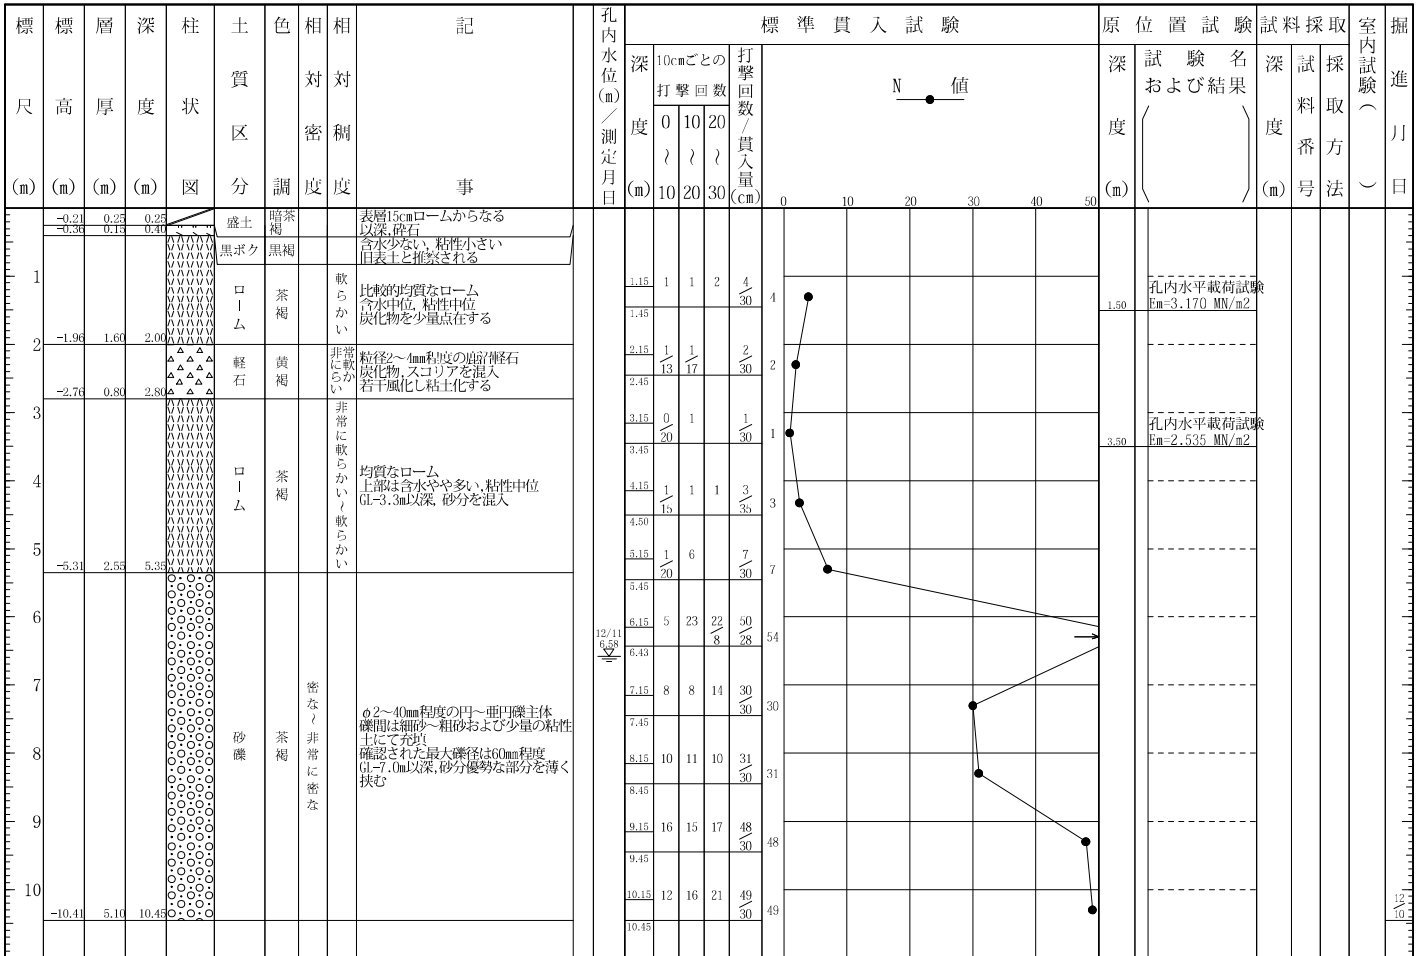 標尺(m)
標高(m)
層厚(m)
深度(m)
柱状図
土質区分
色調
相対密度
相対稠度
記事
孔内水位(m)／測定月日
標準貫入試験
深度(m)
10cmごとの
打撃回数
0～10
10～20
20～30
打撃回数/貫入量(cm)
N 値
0 10 20 30 40 50
原位置試験
深度(m)
試験名
および結果
試料採取
深度(m)
試料番号
採取方法
室内試験( )
掘進月日
-0.21 0.25 0.25
盛土
暗茶褐
表層15cmロームからなる
以深,砕石
-0.36 0.15 0.40
黒ボク
黒褐
含水少ない, 粘性小さい
旧表土と推察される
1
ローム
茶褐
軟らかい
比較的均質なローム
含水中位, 粘性中位
炭化物を少量点在する
-1.96 1.60 2.00
2
軽石
黄褐
非常に軟らかい
粒径2～4mm程度の鹿沼軽石
炭化物,スコリアを混入
若干風化し粘土化する
-2.76 0.80 2.80
3
4
5
ローム
茶褐
非常に軟らかい～軟らかい
均質なローム
上部は含水やや多い,粘性中位
GL-3.3m以深, 砂分を混入
-5.31 2.55 5.35
6
7
8
9
10
砂礫
茶褐
密な～非常に密な
φ2～40mm程度の円～亜円礫主体
礫間は細砂～粗砂および少量の粘性
土にて充填
確認された最大礫径は60mm程度
GL-7.0m以深,砂分優勢な部分を薄く
挟む
-10.41 5.10 10.45
12/11
6.58
1.15 1 1 2 4/30 4
1.45
2.15 1/13 1/17 2/30 2
2.45
3.15 0/20 1 1/30 1
3.45
4.15 1/15 1 1 3/35 3
4.50
5.15 1/20 6 7/30 7
5.45
6.15 5 23 22/8 50/28 54
6.43
7.15 8 8 14 30/30 30
7.45
8.15 10 11 10 31/30 31
8.45
9.15 16 15 17 48/30 48
9.45
10.15 12 16 21 49/30 49
10.45
1.50
孔内水平載荷試験
Em=3.170 MN/m2
3.50
孔内水平載荷試験
Em=2.535 MN/m2
12/10